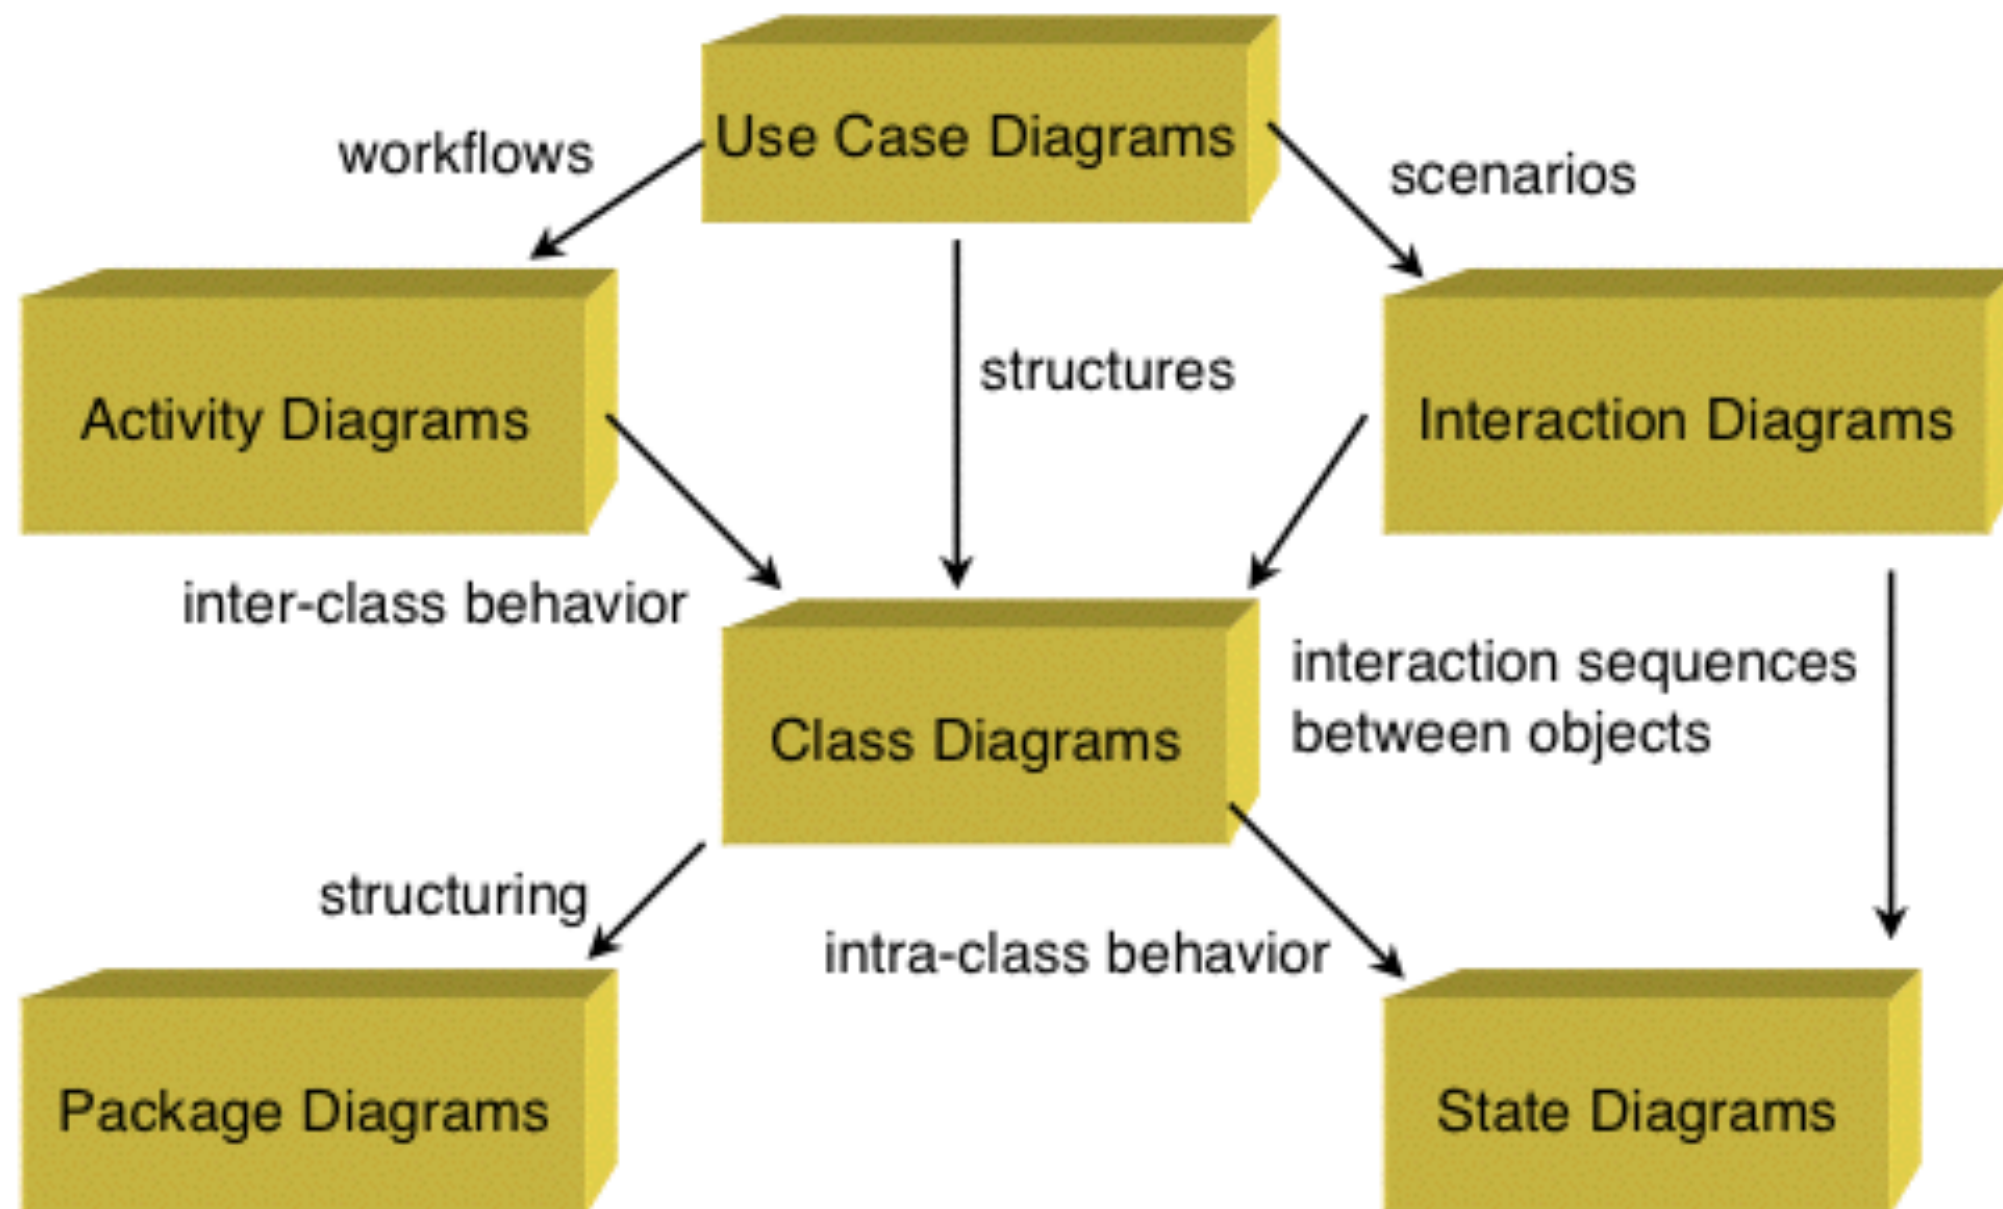 Use Case Diagrams
workflows
scenarios
structures
Activity Diagrams
Interaction Diagrams
inter-class behavior
interaction sequences
between objects
Class Diagrams
structuring
intra-class behavior
Package Diagrams
State Diagrams